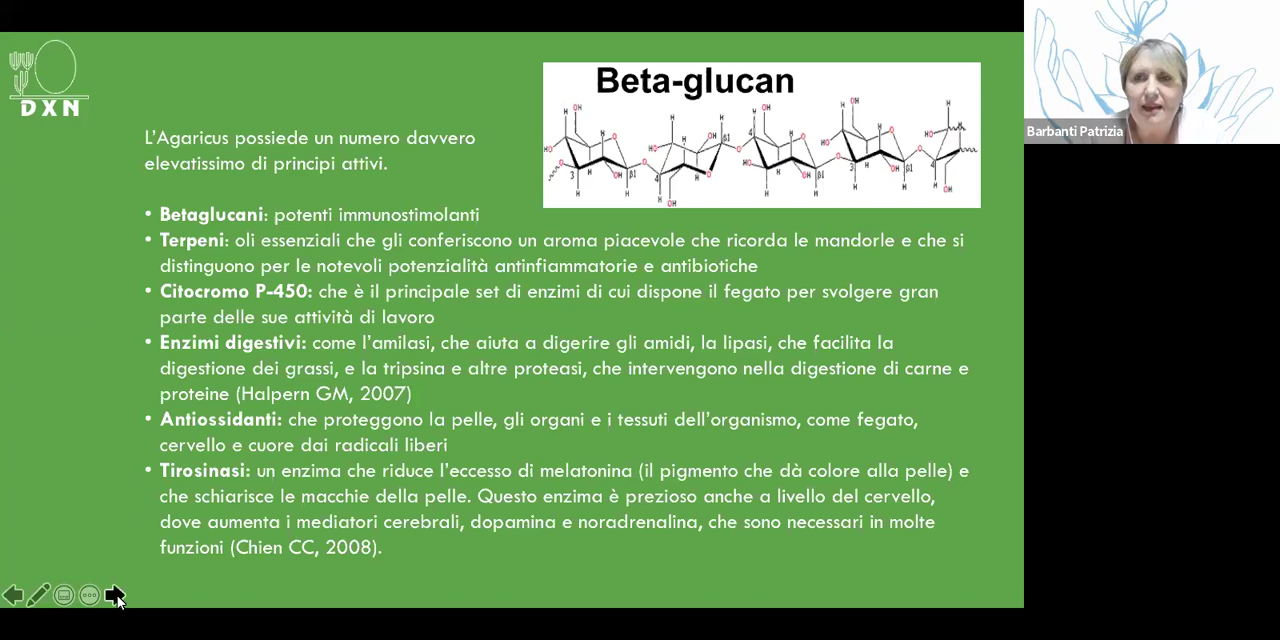 DXN
Beta-glucan
L'Agaricus possiede un numero davvero
elevatissimo di principi attivi.
• Betaglucani: potenti immunostimolanti
• Terpeni: oli essenziali che gli conferiscono un aroma piacevole che ricorda le mandorle e che si
distinguono per le notevoli potenzialità antinfiammatorie e antibiotiche
• Citocromo P-450: che è il principale set di enzimi di cui dispone il fegato per svolgere gran
parte delle sue attività di lavoro
• Enzimi digestivi: come l'amilasi, che aiuta a digerire gli amidi, la lipasi, che facilita la
digestione dei grassi, e la tripsina e altre proteasi, che intervengono nella digestione di carne e
proteine (Halpern GM, 2007)
• Antiossidanti: che proteggono la pelle, gli organi e i tessuti dell'organismo, come fegato,
cervello e cuore dai radicali liberi
• Tirosinasi: un enzima che riduce l'eccesso di melatonina (il pigmento che dà colore alla pelle) e
che schiarisce le macchie della pelle. Questo enzima è prezioso anche a livello del cervello,
dove aumenta i mediatori cerebrali, dopamina e noradrenalina, che sono necessari in molte
funzioni (Chien CC, 2008).
Barbanti Patrizia